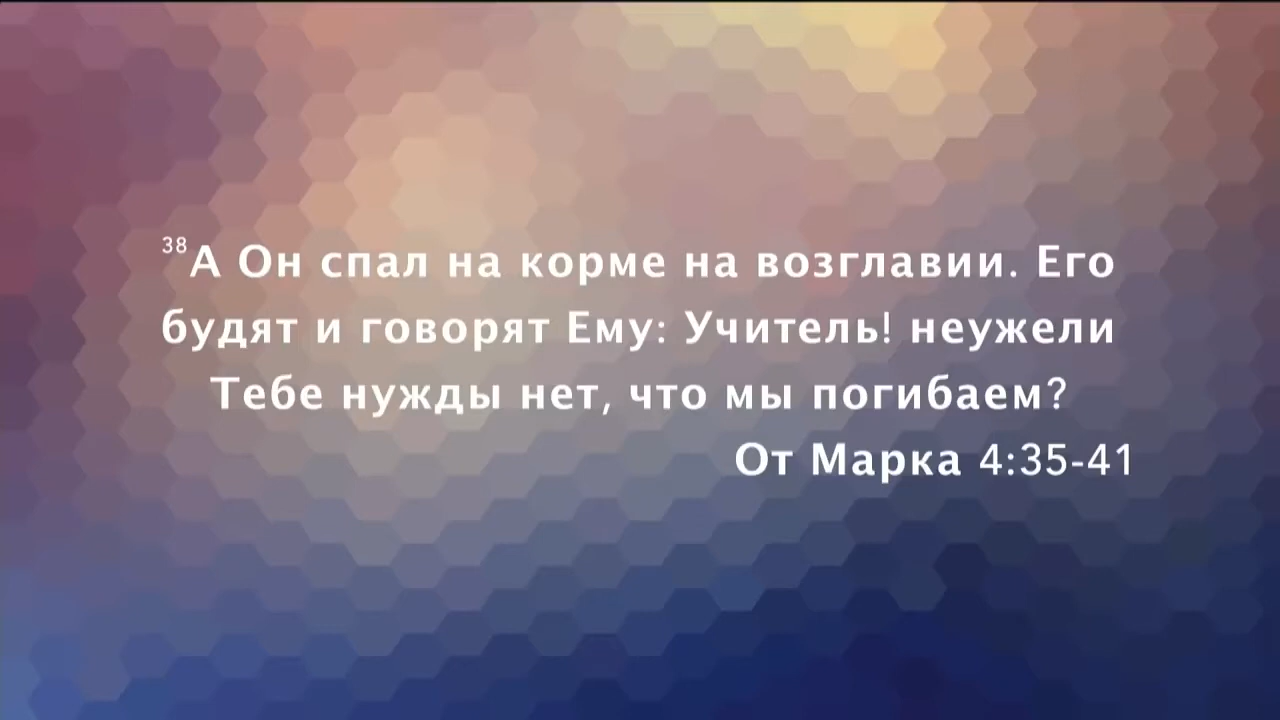 ³⁸А Он спал на корме на возглавии. Его
будят и говорят Ему: Учитель! неужели
Тебе нужды нет, что мы погибаем?
От Марка 4:35-41